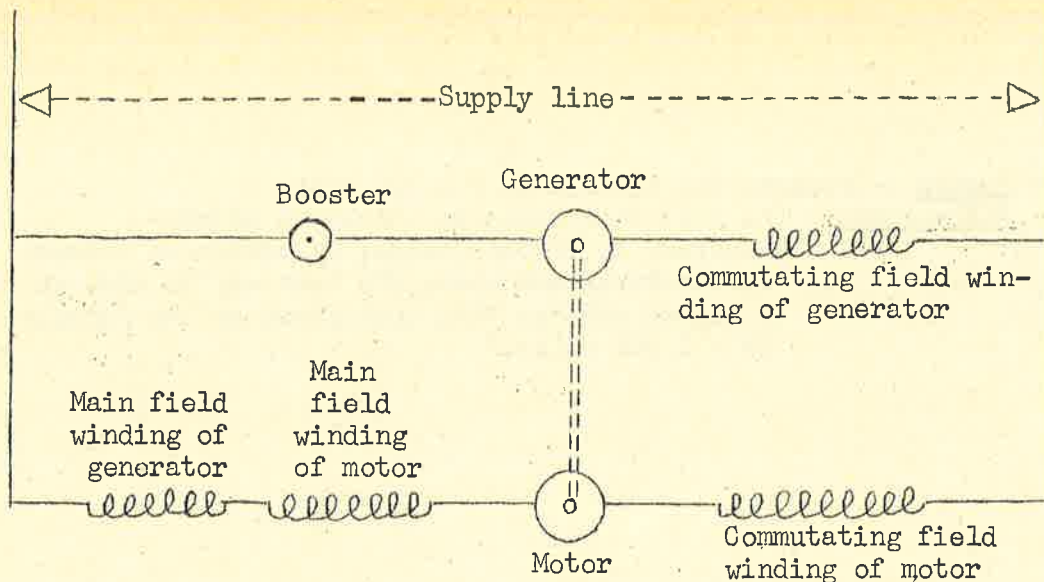 Supply line
Booster
Generator
Commutating field win-
ding of generator
Main field
winding of
generator
Main
field
winding
of motor
Motor
Commutating field
winding of motor